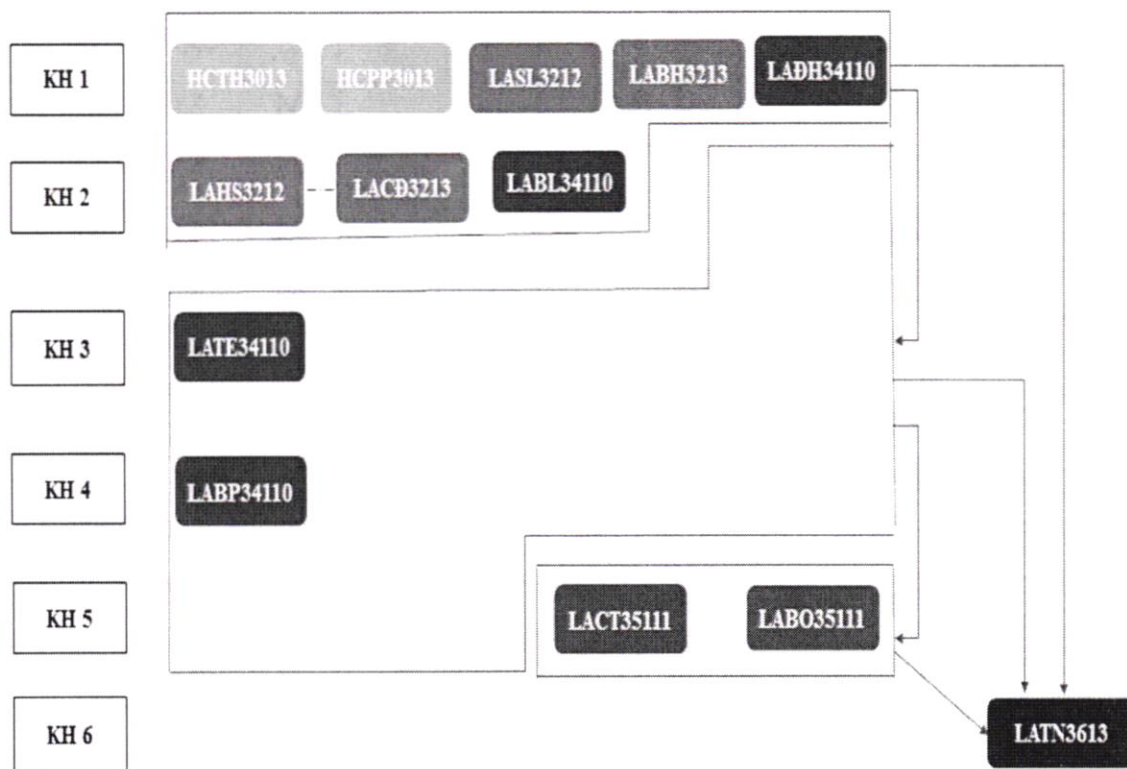 KH 1 HCTH3013 HCPP3013 LASL3212 LABH3213 LAĐH34110
KH 2 LAHS3212 LACĐ3213 LABL34110
KH 3 LATE34110
KH 4 LABP34110
KH 5 LACT35111 LABO35111
KH 6 LATN3613